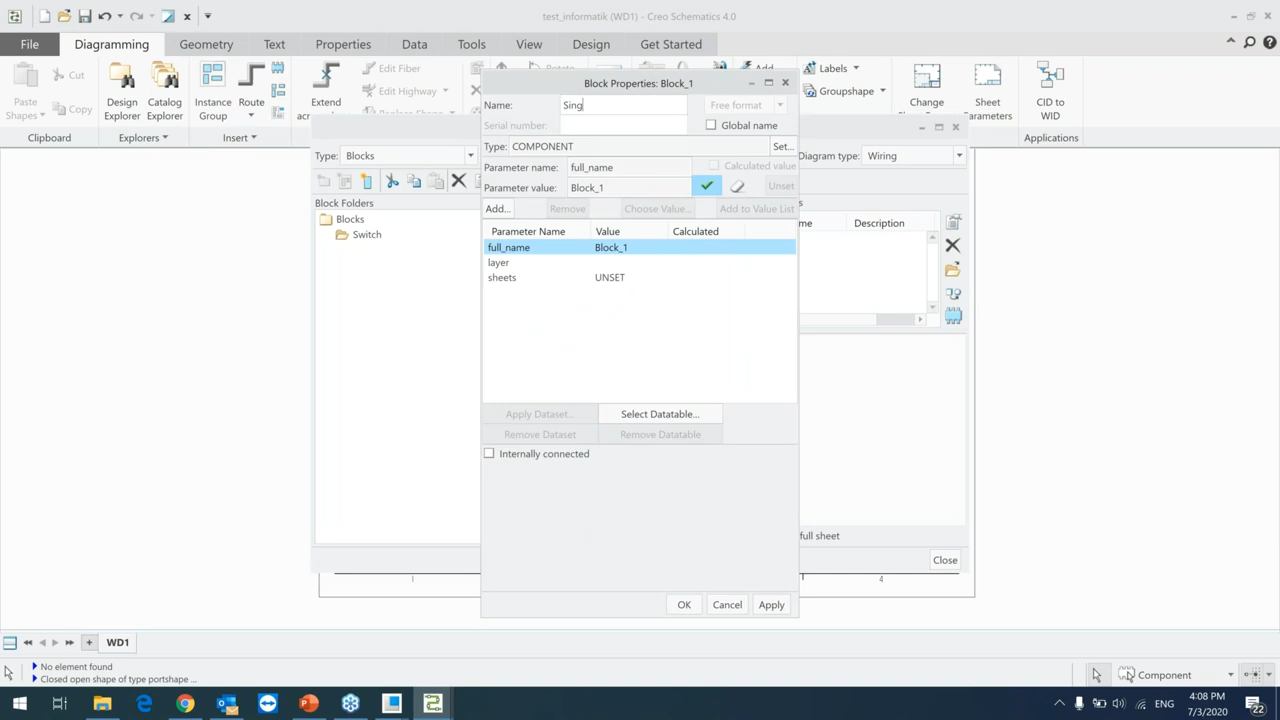 test_informatik (WD1) - Creo Schematics 4.0
File Diagramming Geometry Text Properties Data Tools View Design Get Started
Paste Shapes
Cut
Copy
Clipboard
Design Explorer
Catalog Explorer
Explorers
Instance Group
Route
Insert
Extend
Edit Fiber
Edit Highway
Labels
Groupshape
Change
Sheet Parameters
CID to WID
Applications
Type: Blocks
Block Folders
Blocks
Switch
Block Properties: Block_1
Name: Sing Free format
Serial number: Global name
Type: COMPONENT Set...
Parameter name: full_name Calculated value
Parameter value: Block_1 Unset
Add... Remove Choose Value... Add to Value List
Parameter Name Value Calculated
full_name Block_1
layer
sheets UNSET
Apply Dataset... Select Datatable...
Remove Dataset Remove Datatable
Internally connected
OK Cancel Apply
Diagram type: Wiring
Description
full sheet
Close
4
WD1
No element found
Closed open shape of type portshape ...
Component
ENG
4:08 PM
7/3/2020
22